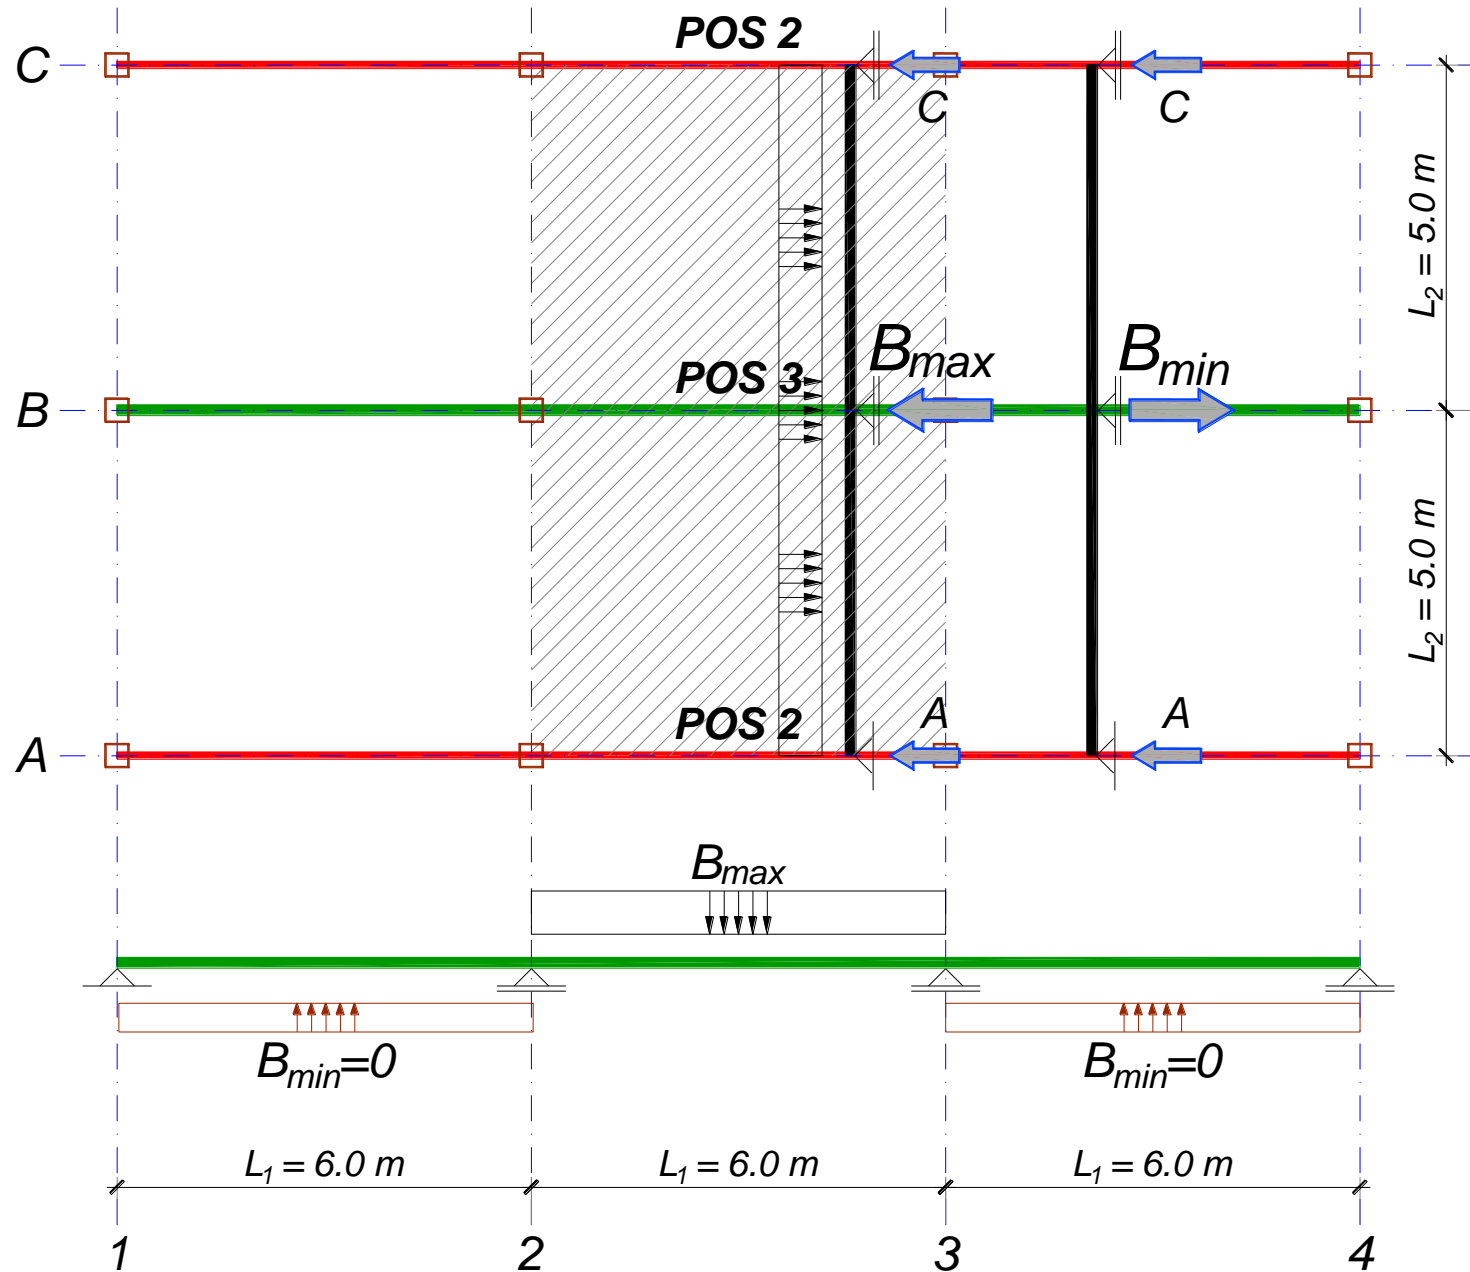 POS 2
C
C
C
L2 = 5.0 m
Bmax
Bmin
POS 3
B
L2 = 5.0 m
A
A
POS 2
A
Bmax
Bmin=0
Bmin=0
L1 = 6.0 m
L1 = 6.0 m
L1 = 6.0 m
1
2
3
4